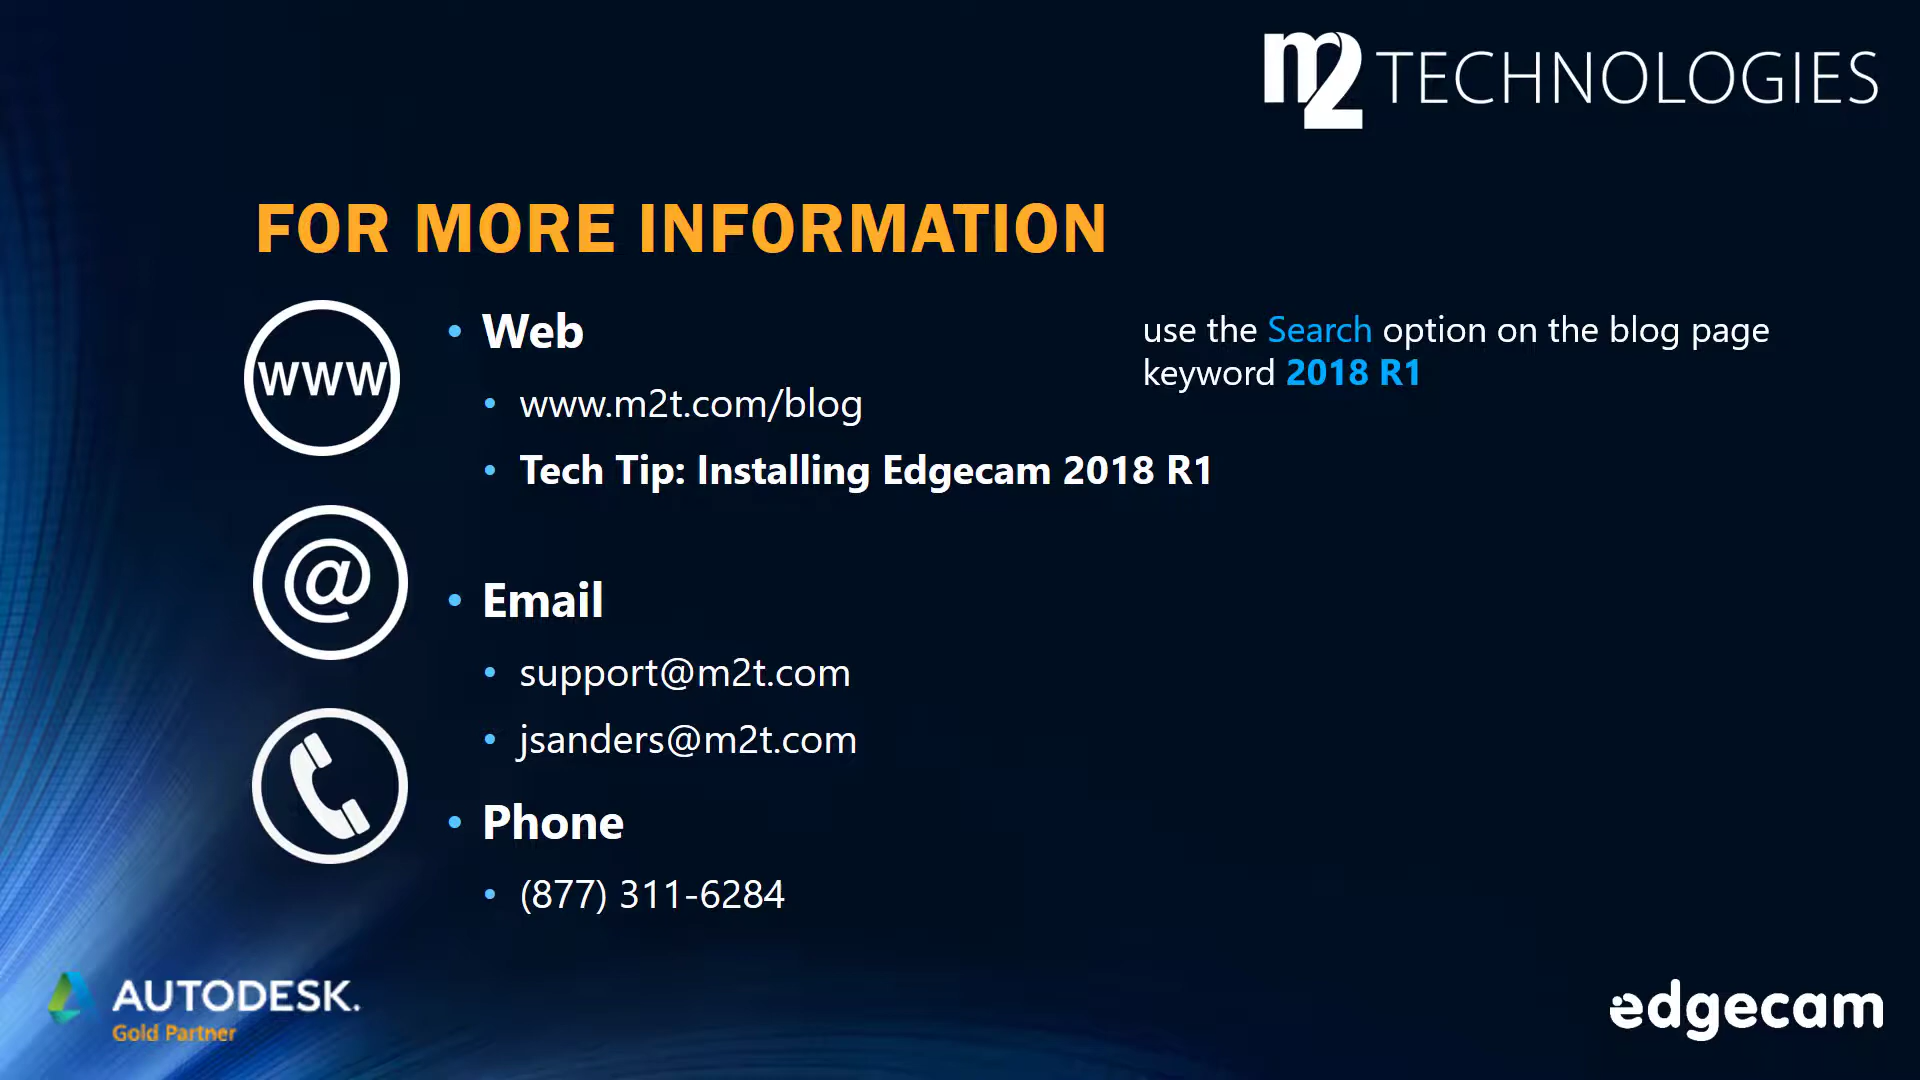 m2 TECHNOLOGIES
FOR MORE INFORMATION
www
• Web
use the Search option on the blog page
keyword 2018 R1
• www.m2t.com/blog
• Tech Tip: Installing Edgecam 2018 R1
@
• Email
• support@m2t.com
• jsanders@m2t.com
• Phone
• (877) 311-6284
AUTODESK.
Gold Partner
edgecam